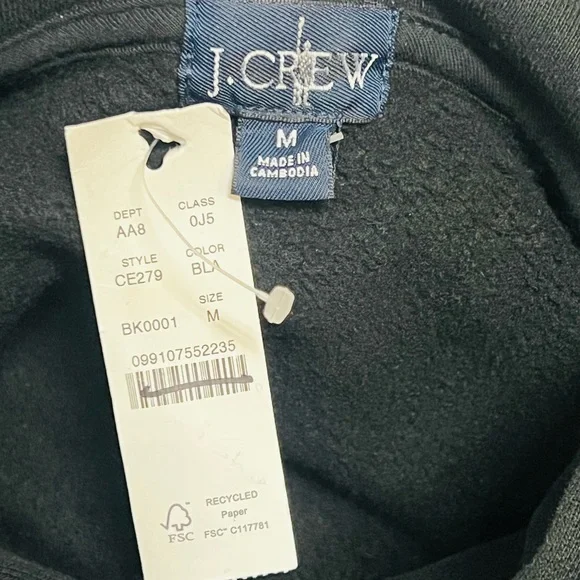 J.CREW
M
MADE IN
CAMBODIA
DEPT CLASS
AA8 0J5
STYLE COLOR
CE279 BLA
SIZE
BK0001 M
099107552235
FSC
RECYCLED
Paper
FSC™ C117781